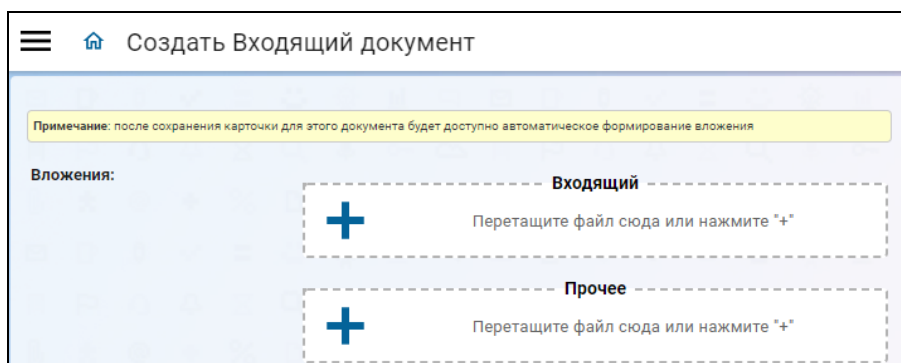 Создать Входящий документ
Примечание: после сохранения карточки для этого документа будет доступно автоматическое формирование вложения
Вложения:
Входящий
Перетащите файл сюда или нажмите "+"
Прочее
Перетащите файл сюда или нажмите "+"